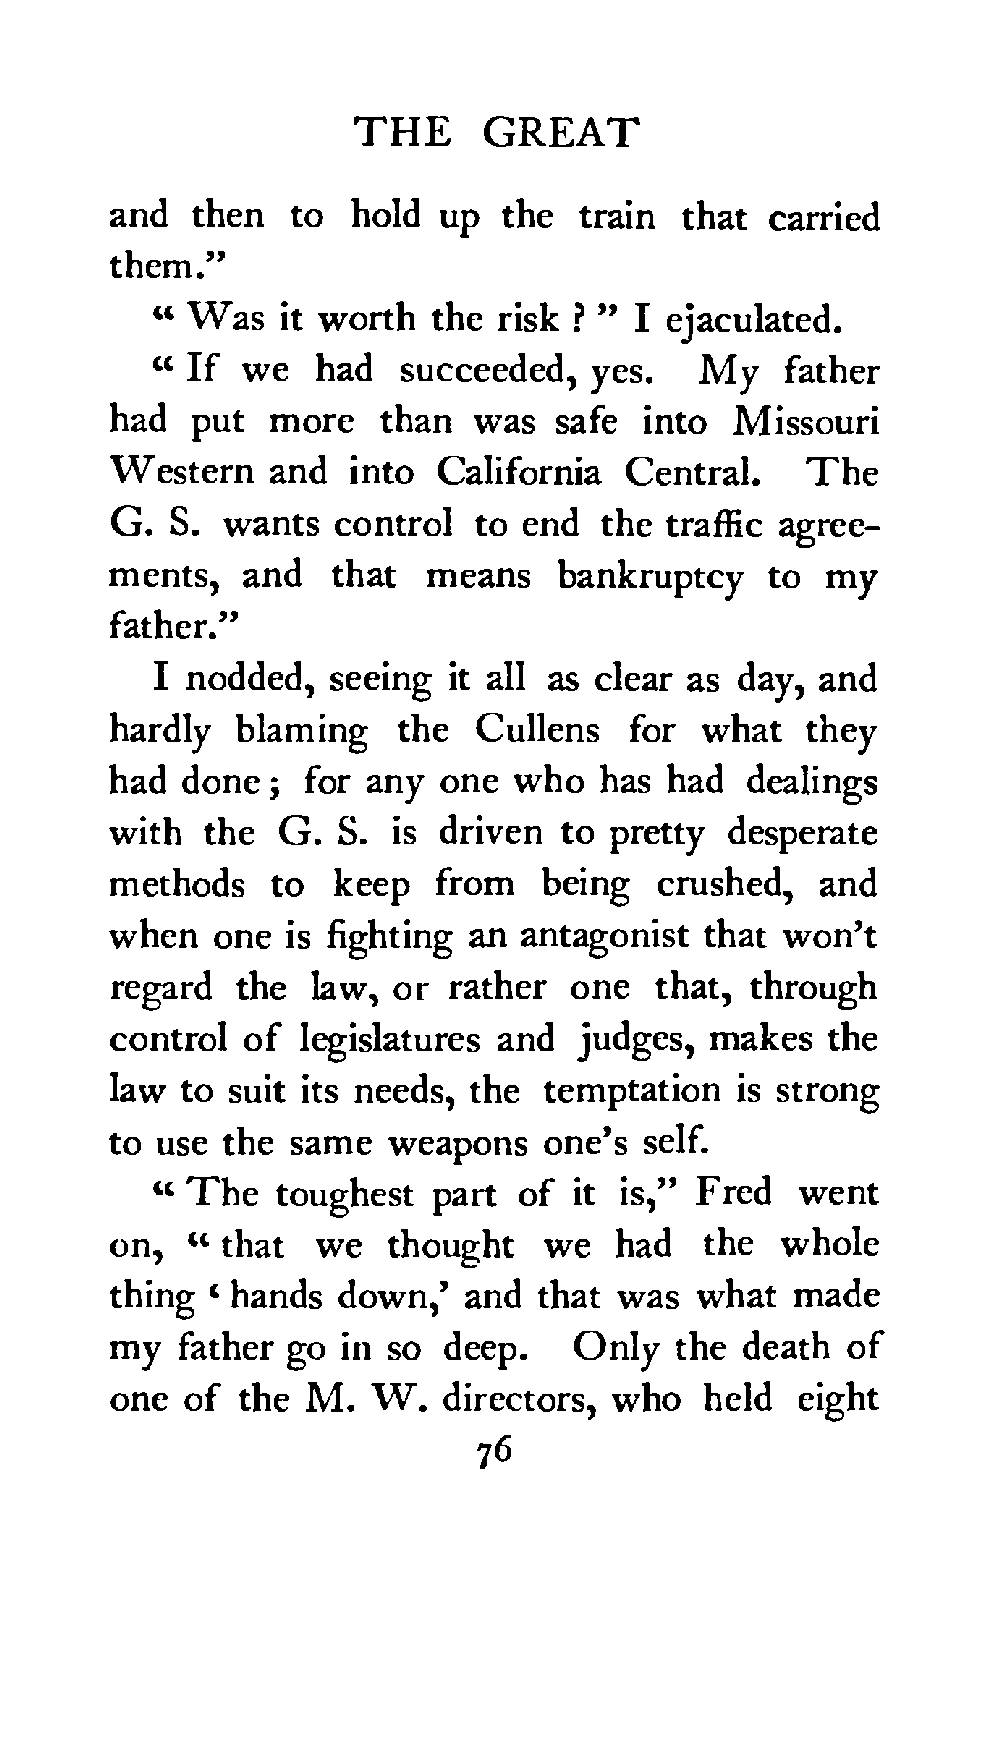 THE GREAT
and then to hold up the train that carried
them."
"Was it worth the risk?" I ejaculated.
"If we had succeeded, yes. My father
had put more than was safe into Missouri
Western and into California Central. The
G. S. wants control to end the traffic agree-
ments, and that means bankruptcy to my
father."
I nodded, seeing it all as clear as day, and
hardly blaming the Cullens for what they
had done; for any one who has had dealings
with the G. S. is driven to pretty desperate
methods to keep from being crushed, and
when one is fighting an antagonist that won't
regard the law, or rather one that, through
control of legislatures and judges, makes the
law to suit its needs, the temptation is strong
to use the same weapons one's self.
"The toughest part of it is," Fred went
on, "that we thought we had the whole
thing 'hands down,' and that was what made
my father go in so deep. Only the death of
one of the M. W. directors, who held eight
76